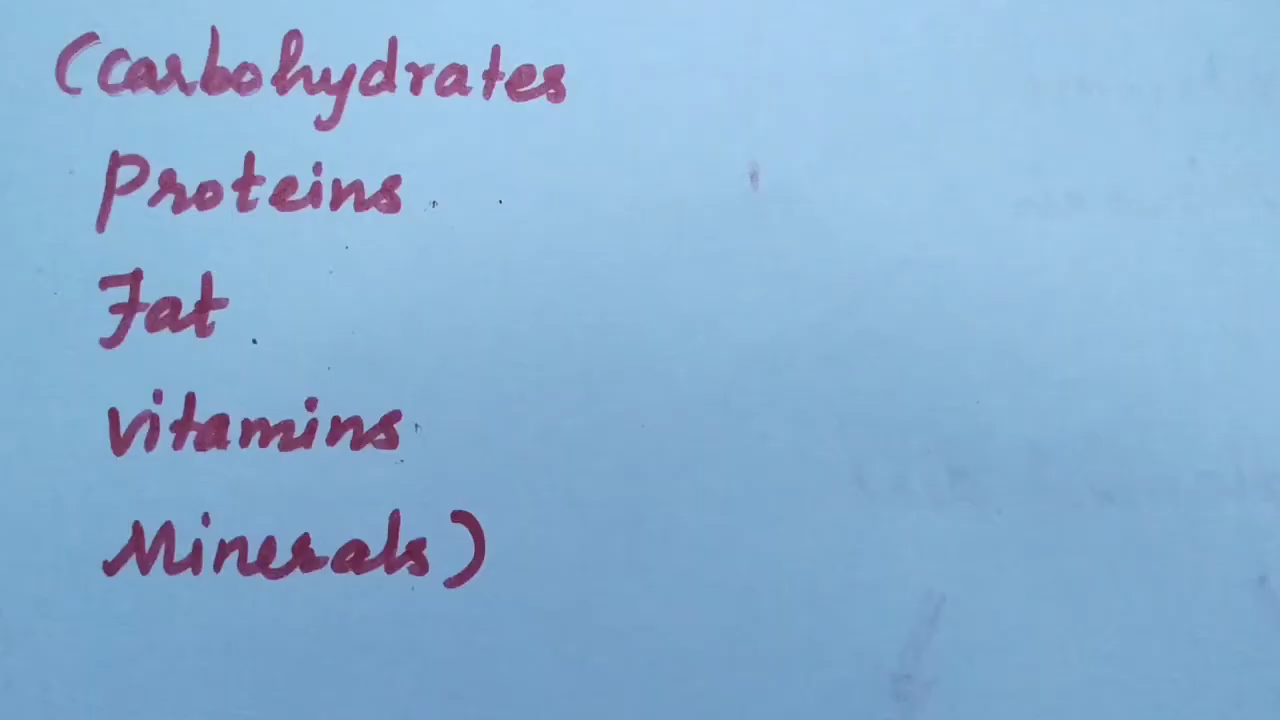 (Carbohydrates
Proteins
Fat
vitamins
Minerals)